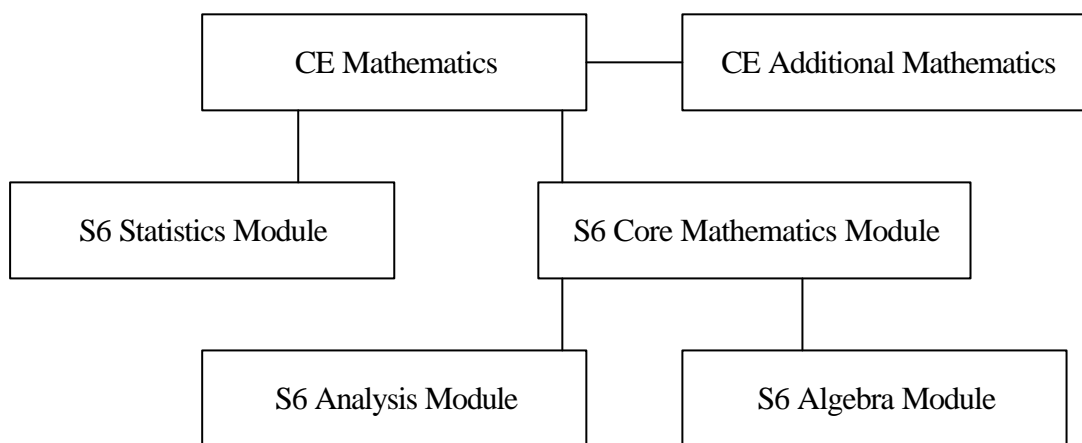 CE Mathematics
CE Additional Mathematics
S6 Statistics Module
S6 Core Mathematics Module
S6 Analysis Module
S6 Algebra Module